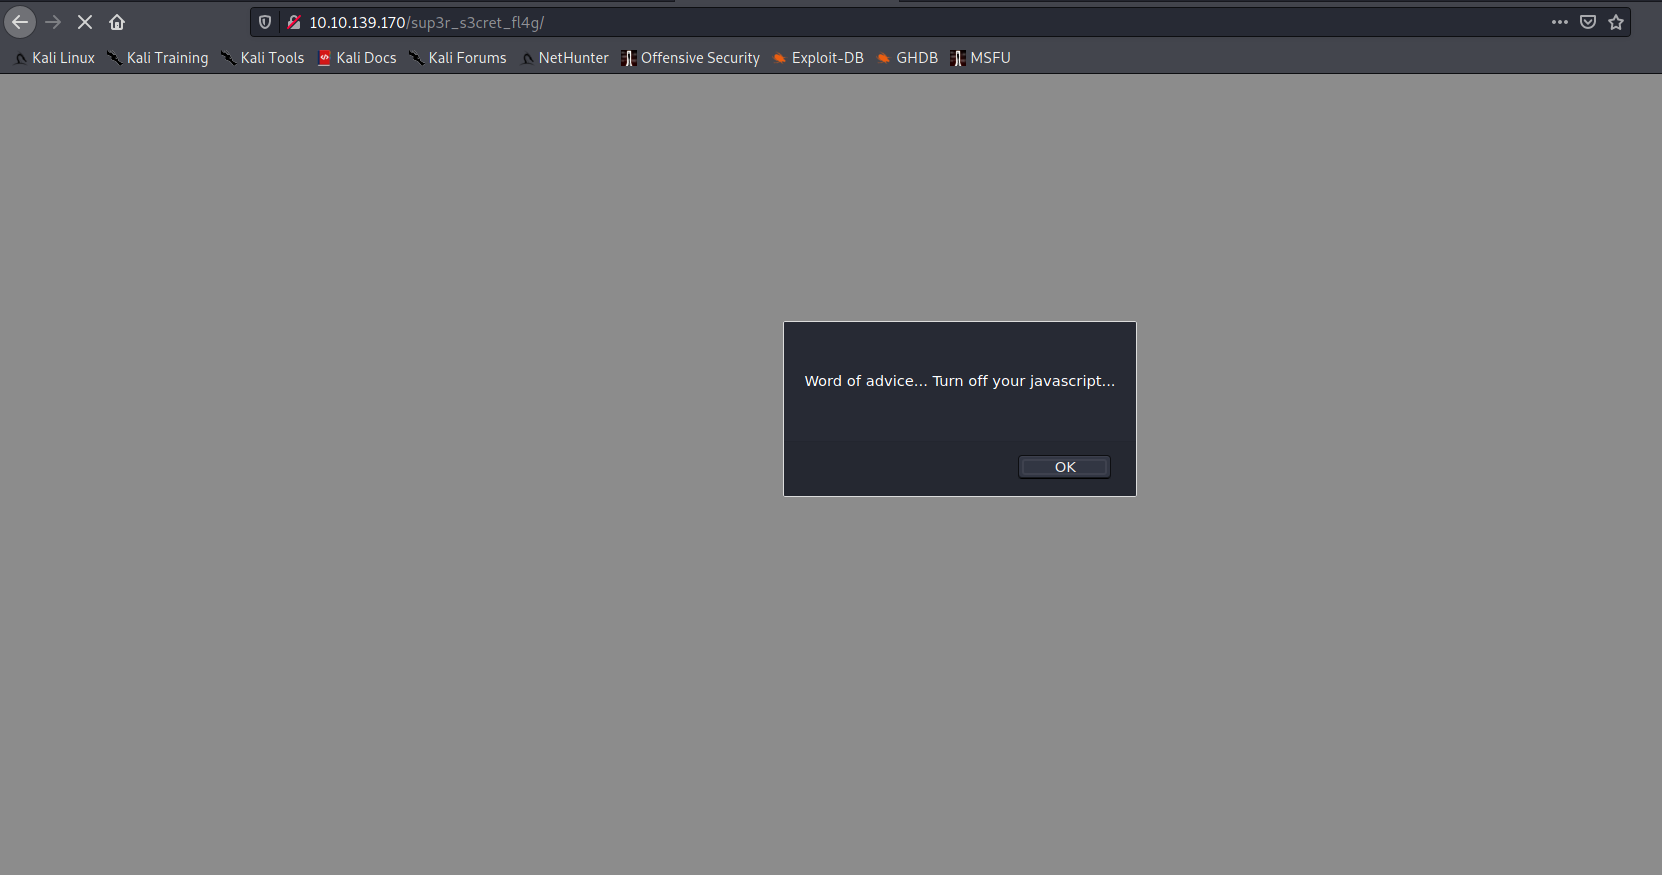 10.10.139.170/sup3r_s3cret_fl4g/
Kali Linux Kali Training Kali Tools Kali Docs Kali Forums NetHunter Offensive Security Exploit-DB GHDB MSFU
Word of advice... Turn off your javascript...
OK